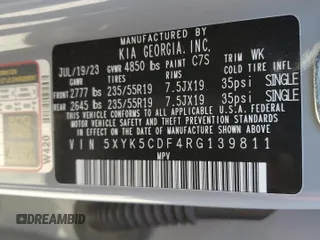 KIA GEORGIA, INC.
JUL/19/23 GVWR 4850 lbs PAINT C7S TRIM WK
GAWR TIRES RIMS COLD TIRE INFLATION
FRONT 2777 lbs 235/55R19 7.5JX19 35psi SINGLE
REAR 2645 lbs 235/55R19 7.5JX19 35psi SINGLE
THIS VEHICLE CONFORMS TO ALL APPLICABLE
U.S. FEDERAL MOTOR VEHICLE SAFETY AND
THEFT PREVENTION STANDARDS IN EFFECT
ON THE DATE OF MANUFACTURE SHOWN ABOVE.
VIN 5XYK5CDF4RG139811
MPV
W420
DREAMBID